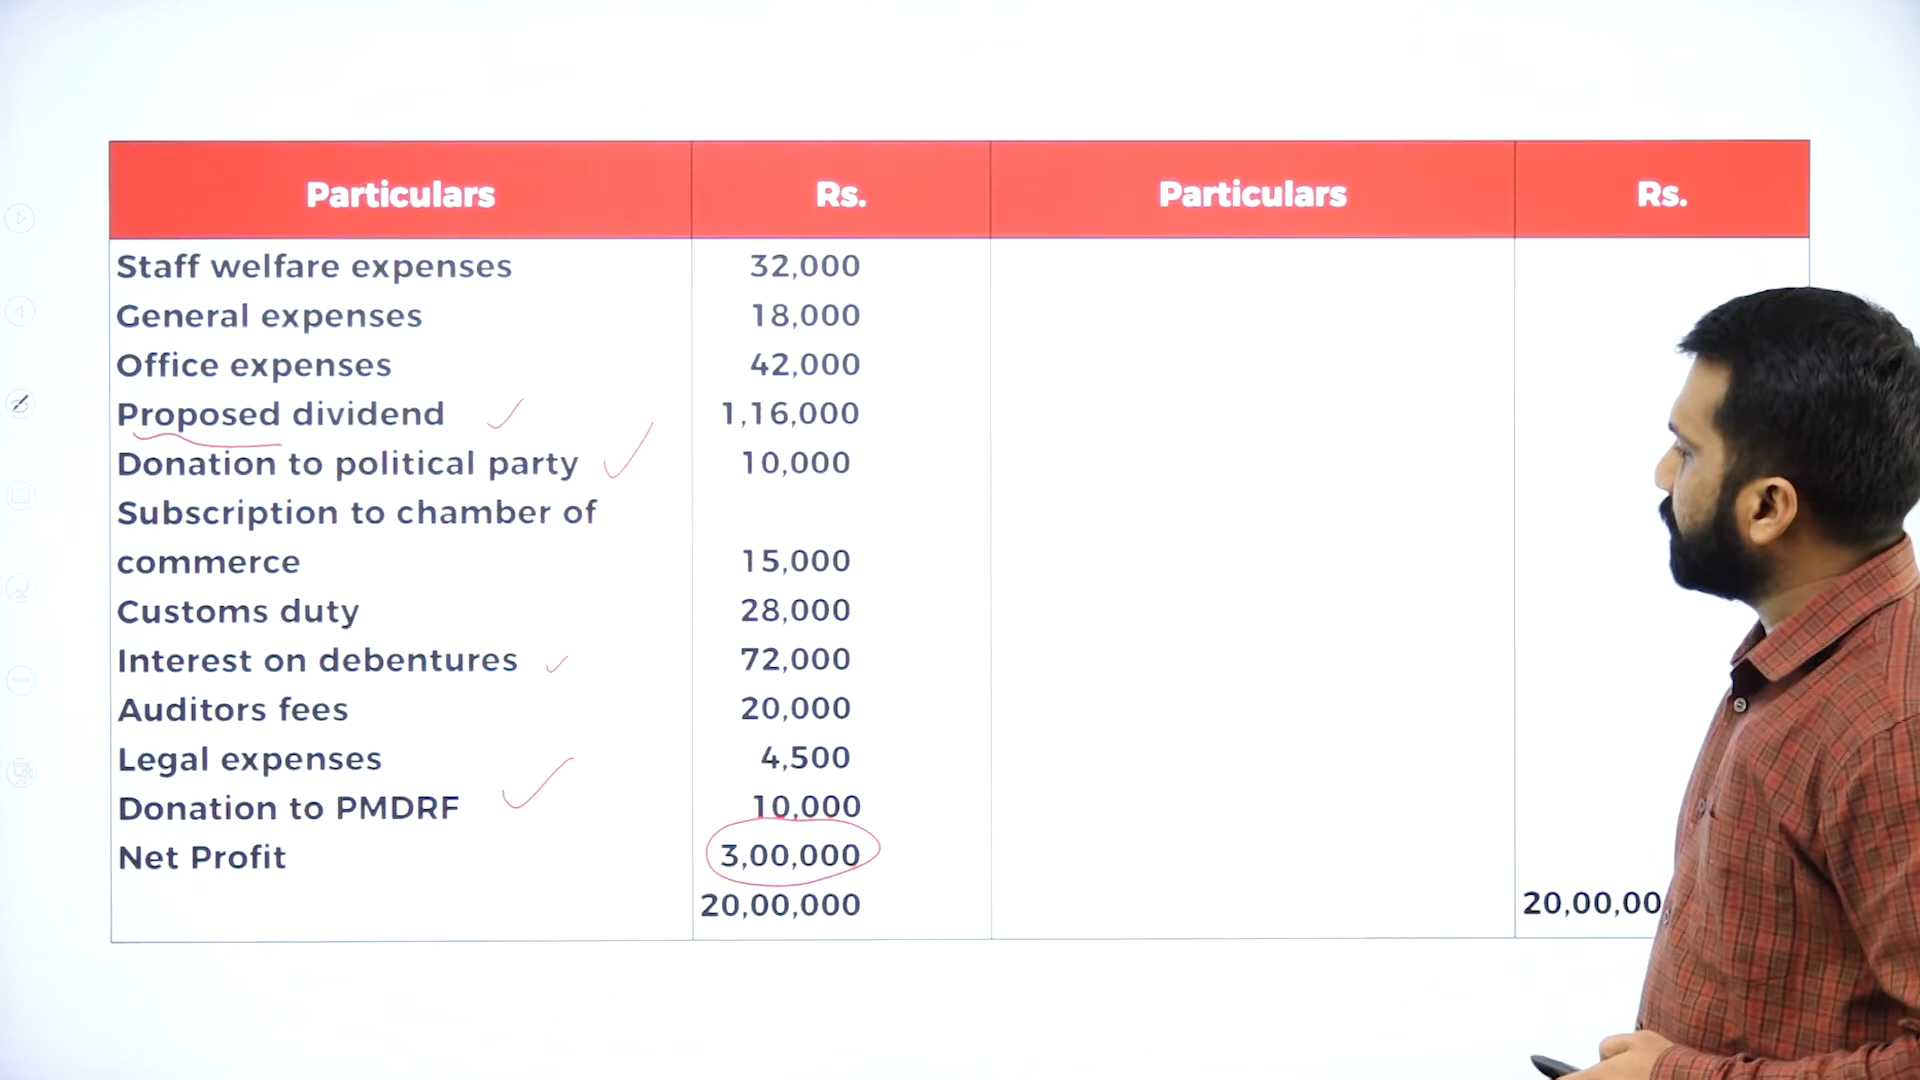 Particulars Rs. Particulars Rs.
Staff welfare expenses 32,000
General expenses 18,000
Office expenses 42,000
Proposed dividend 1,16,000
Donation to political party 10,000
Subscription to chamber of
commerce 15,000
Customs duty 28,000
Interest on debentures 72,000
Auditors fees 20,000
Legal expenses 4,500
Donation to PMDRF 10,000
Net Profit 3,00,000
20,00,000 20,00,00